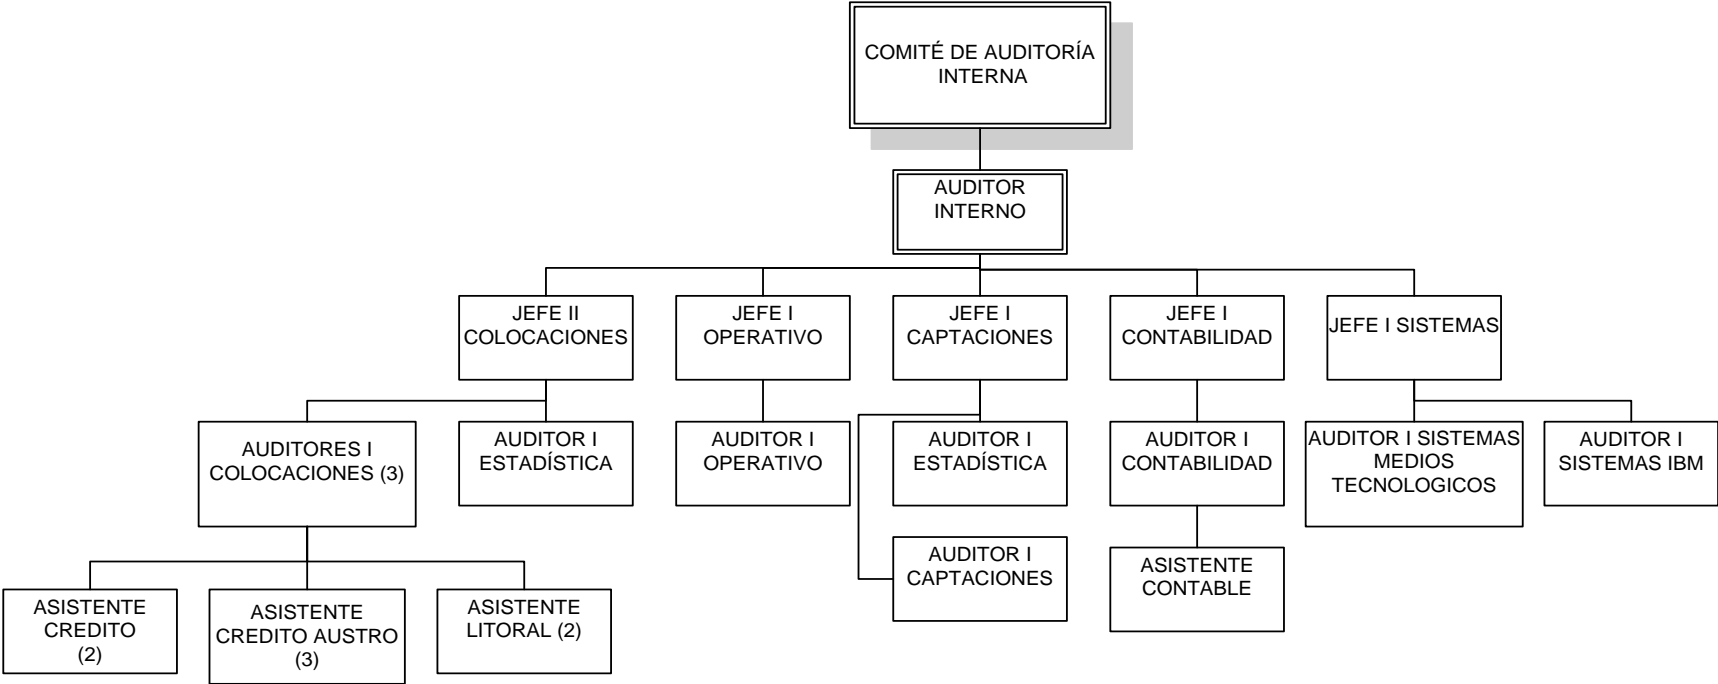 COMITÉ DE AUDITORÍA
INTERNA
AUDITOR
INTERNO
JEFE II
COLOCACIONES
JEFE I
OPERATIVO
JEFE I
CAPTACIONES
JEFE I
CONTABILIDAD
JEFE I SISTEMAS
AUDITORES I
COLOCACIONES (3)
AUDITOR I
ESTADÍSTICA
AUDITOR I
OPERATIVO
AUDITOR I
ESTADÍSTICA
AUDITOR I
CONTABILIDAD
AUDITOR I SISTEMAS
MEDIOS
TECNOLOGICOS
AUDITOR I
SISTEMAS IBM
AUDITOR I
CAPTACIONES
ASISTENTE
CONTABLE
ASISTENTE
CREDITO
(2)
ASISTENTE
CREDITO AUSTRO
(3)
ASISTENTE
LITORAL (2)